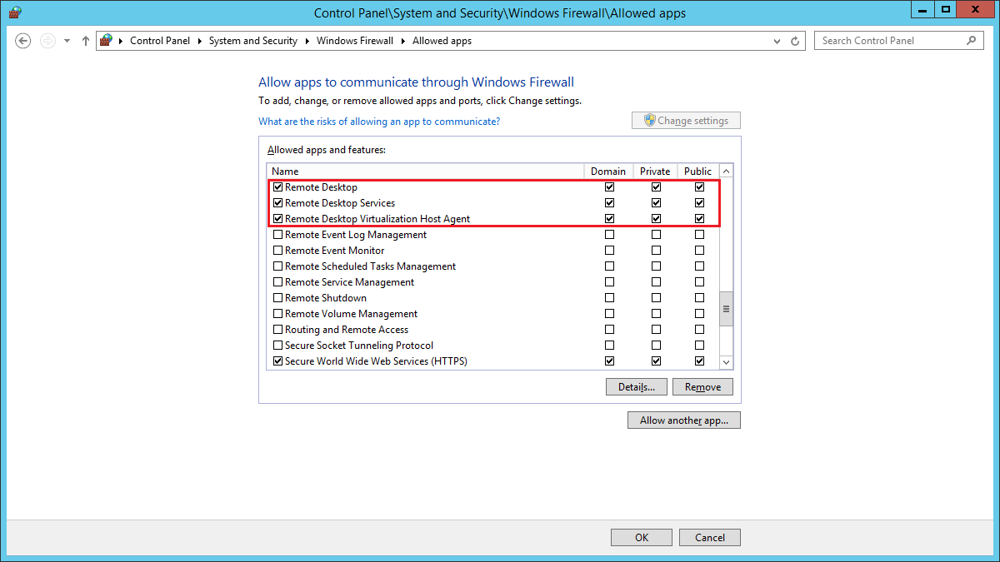 Control Panel\System and Security\Windows Firewall\Allowed apps
Control Panel System and Security Windows Firewall Allowed apps
Search Control Panel
Allow apps to communicate through Windows Firewall
To add, change, or remove allowed apps and ports, click Change settings.
What are the risks of allowing an app to communicate?
Change settings
Allowed apps and features:
Name Domain Private Public
Remote Desktop
Remote Desktop Services
Remote Desktop Virtualization Host Agent
Remote Event Log Management
Remote Event Monitor
Remote Scheduled Tasks Management
Remote Service Management
Remote Shutdown
Remote Volume Management
Routing and Remote Access
Secure Socket Tunneling Protocol
Secure World Wide Web Services (HTTPS)
Details... Remove
Allow another app...
OK Cancel